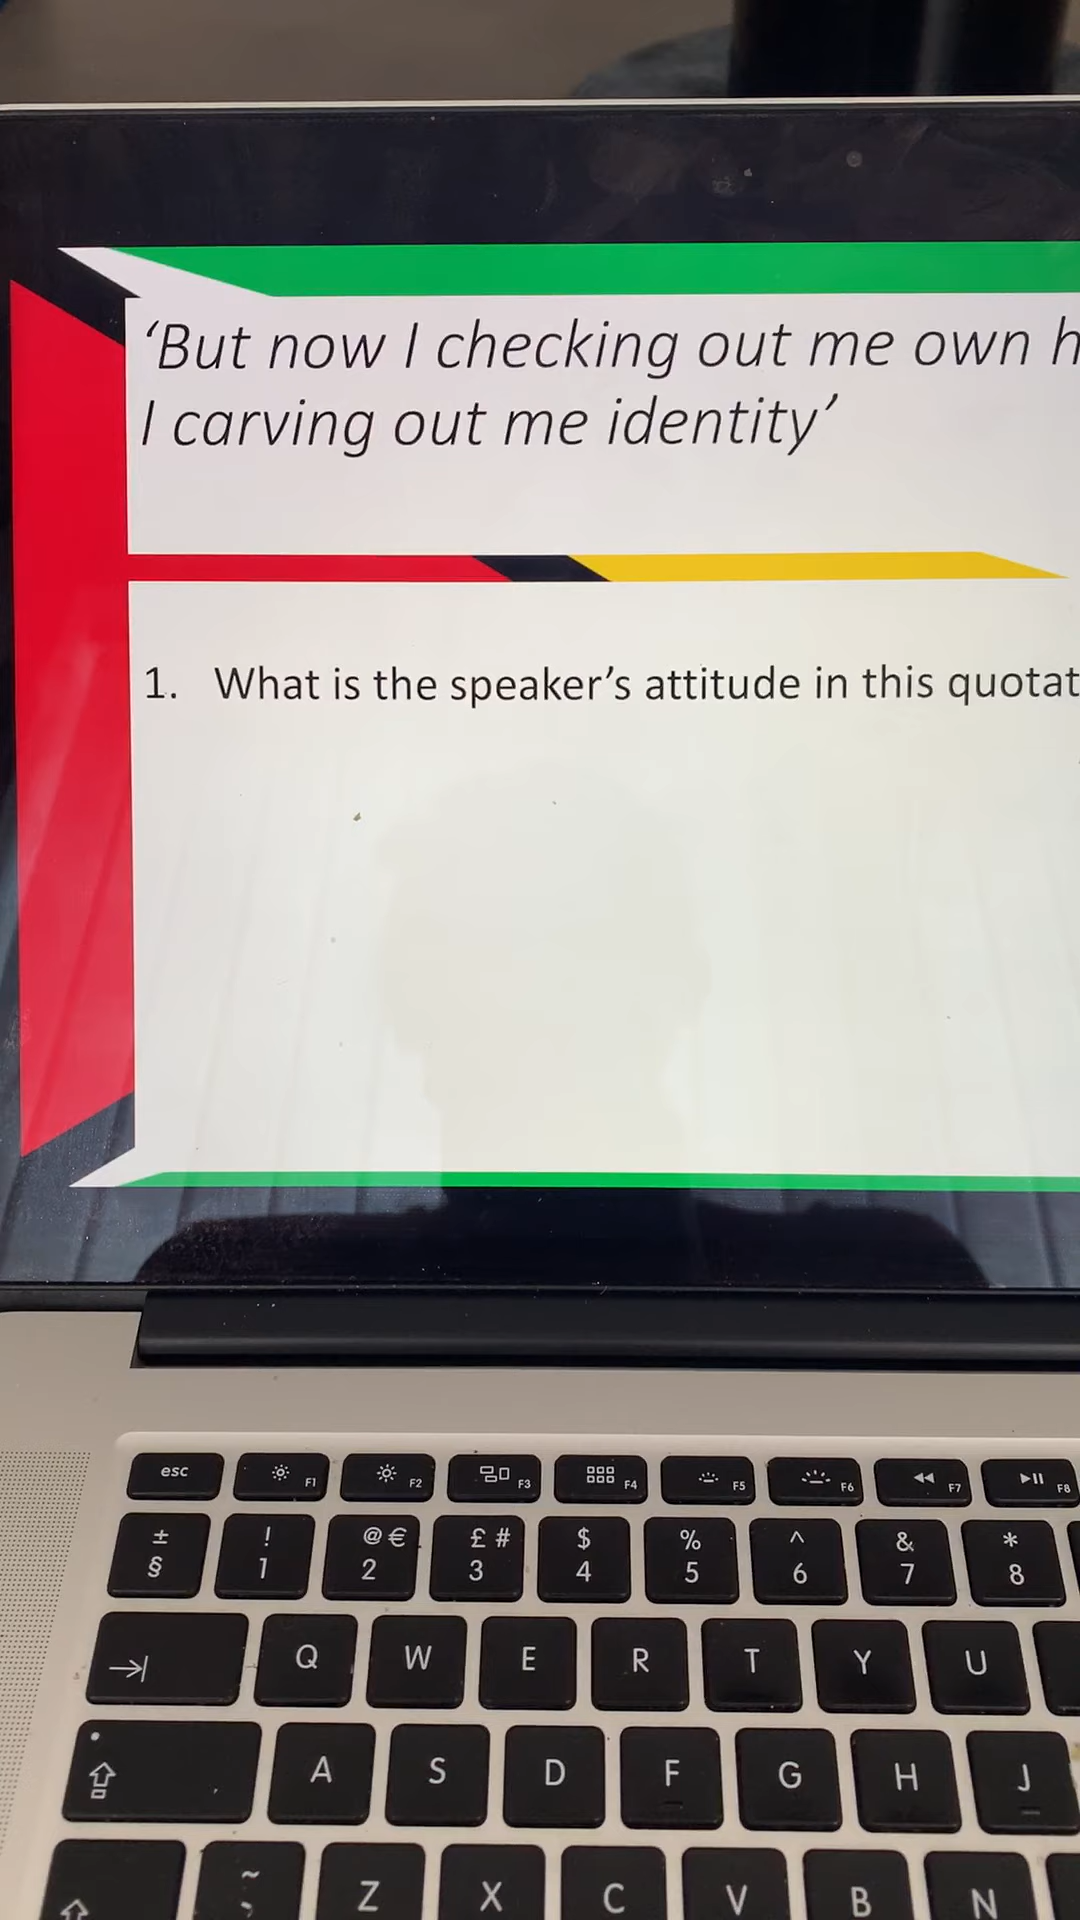 ‘But now I checking out me own h
I carving out me identity’
1. What is the speaker’s attitude in this quotat
esc F1 F2 F3 F4 F5 F6 F7 F8
± ! @ € £ # $ % ^ & *
§ 1 2 3 4 5 6 7 8
Q W E R T Y U
A S D F G H J
~ Z X C V B N